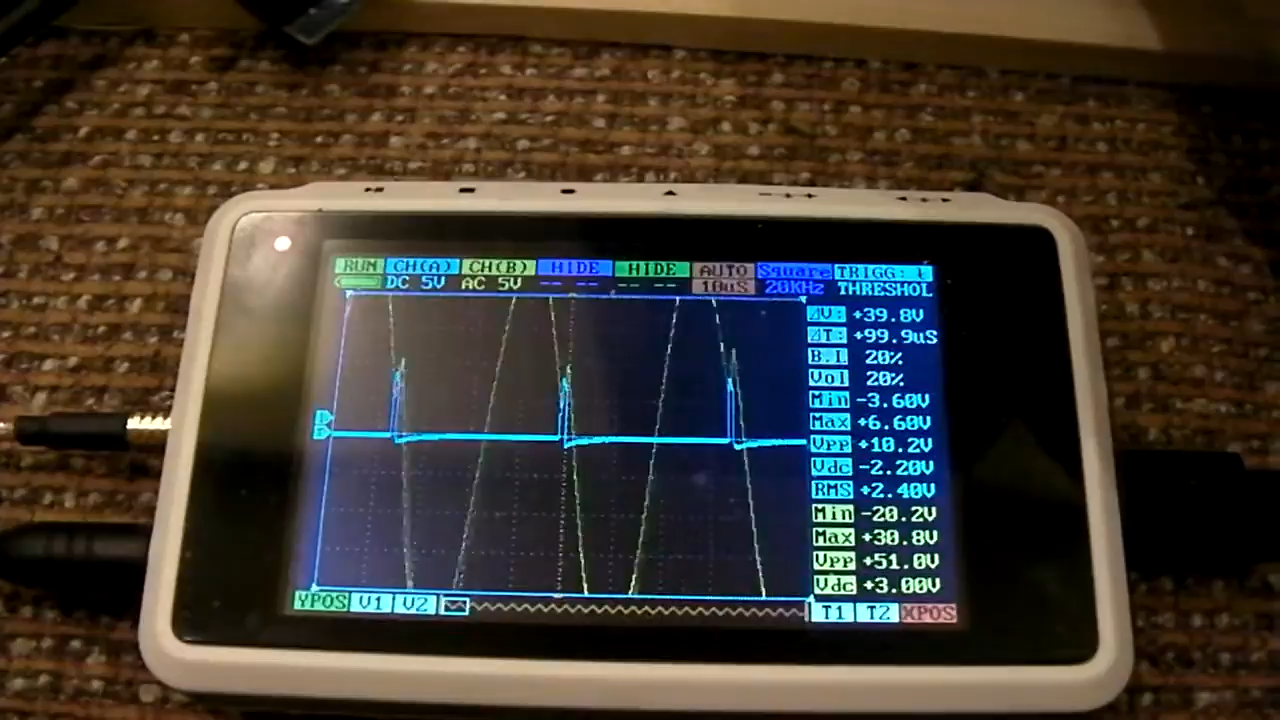 RUN CH(A) CH(B) HIDE HIDE AUTO Square TRIGG:
DC 5V AC 5V -- -- -- -- 10uS 20KHz THRESHOL
⊿V: +39.8V
⊿T: +99.9uS
B.L 20%
Vol 20%
Min -3.60V
Max +6.60V
Vpp +10.2V
Vdc -2.20V
RMS +2.40V
Min -20.2V
Max +30.8V
Vpp +51.0V
Vdc +3.00V
YPOS V1 V2 T1 T2 XPOS